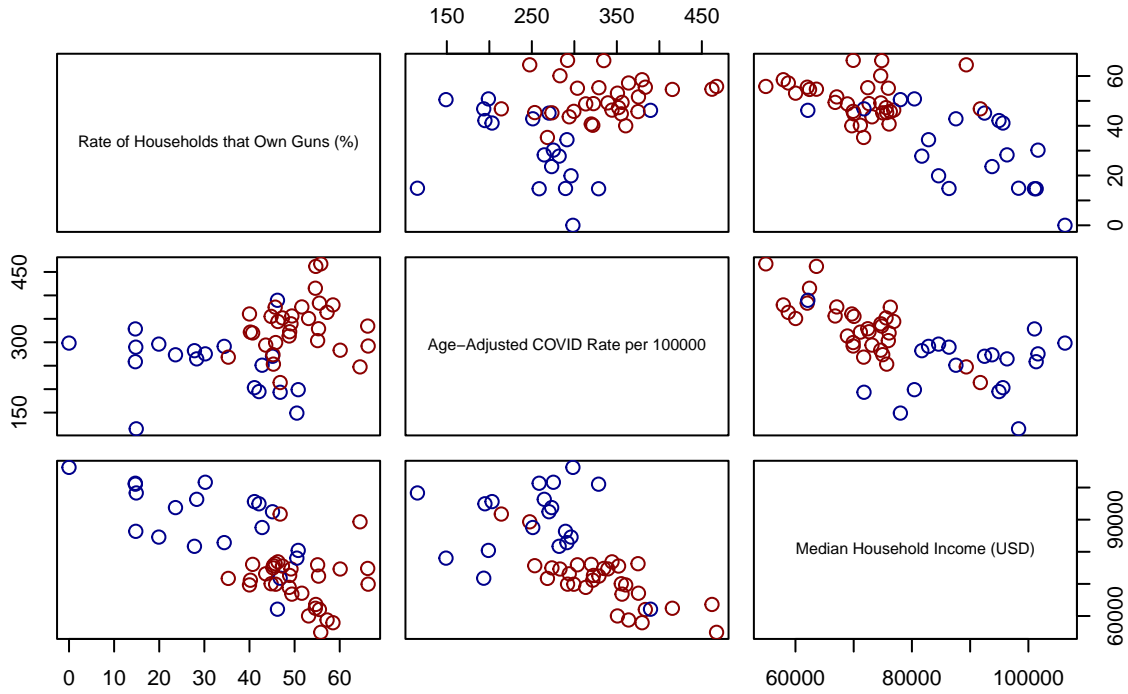 150 250 350 450
Rate of Households that Own Guns (%)
0 20 40 60
150 300 450
Age−Adjusted COVID Rate per 100000
Median Household Income (USD)
60000 90000
0 10 20 30 40 50 60
60000 80000 100000